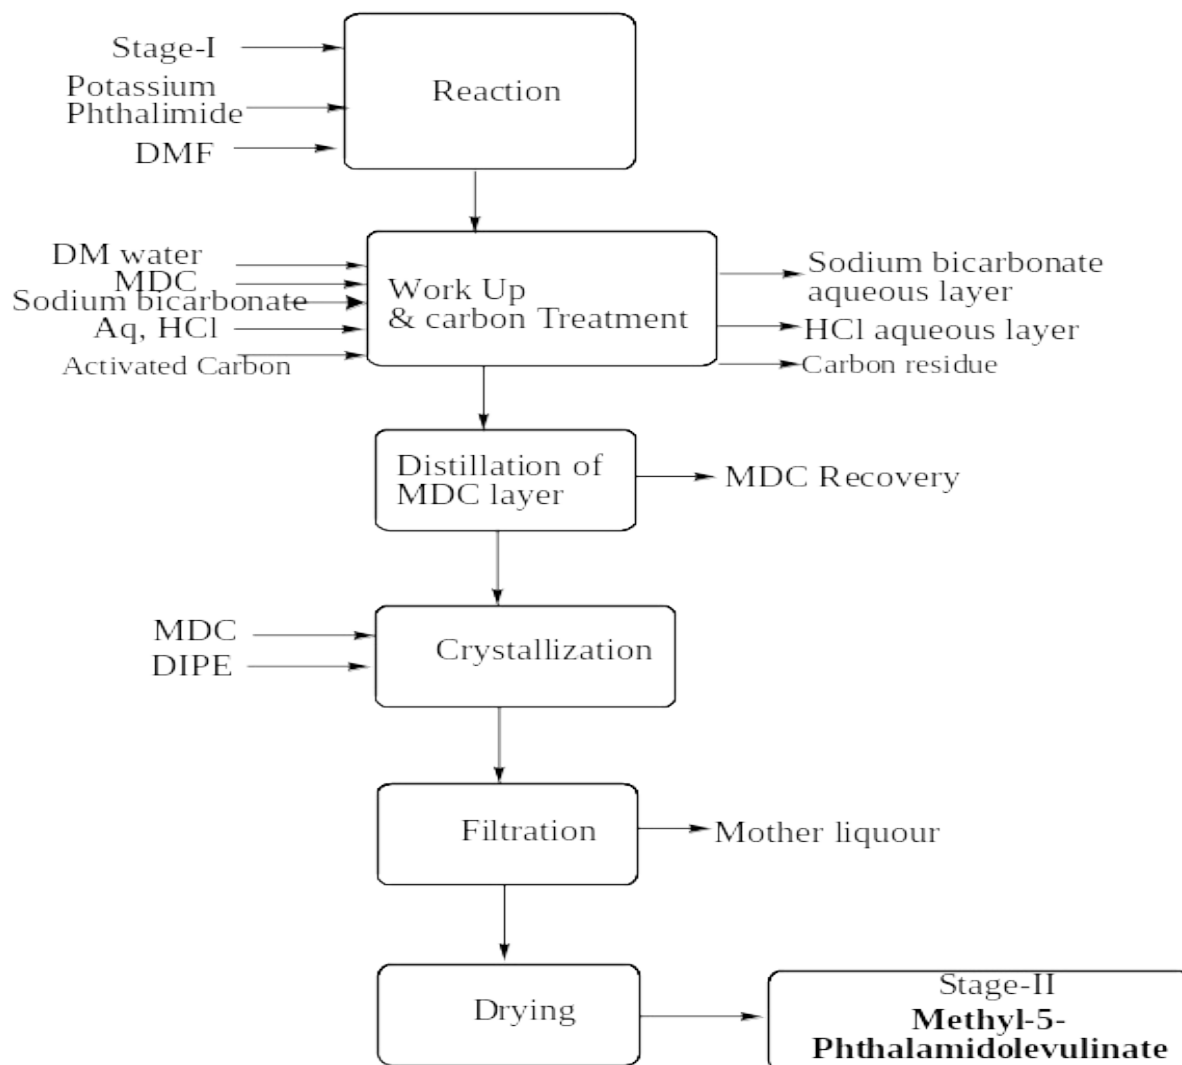 Stage-I
Potassium
Phthalimide
DMF
Reaction
DM water
MDC
Sodium bicarbonate
Aq, HCl
Activated Carbon
Work Up
& carbon Treatment
Sodium bicarbonate
aqueous layer
HCl aqueous layer
Carbon residue
Distillation of
MDC layer
MDC Recovery
MDC
DIPE
Crystallization
Filtration
Mother liquour
Drying
Stage-II
Methyl-5-
Phthalamidolevulinate